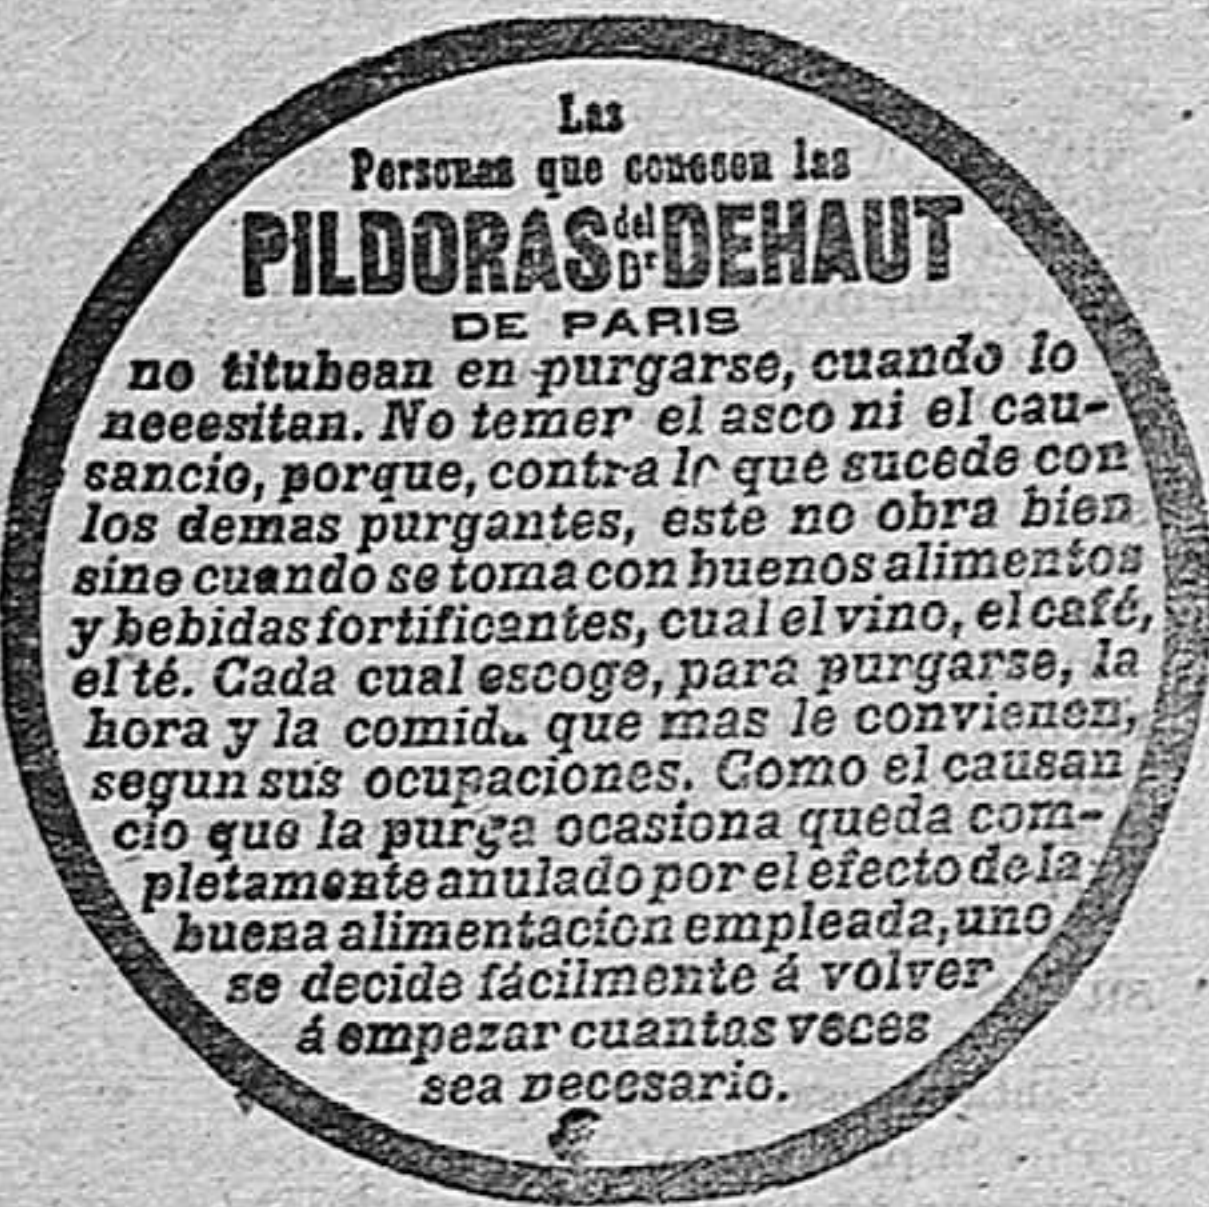 Las
Personas que conocen las
PILDORAS del Dr DEHAUT
DE PARIS
no titubean en purgarse, cuando lo
necesitan. No temer el asco ni el cau-
sancio, porque, contra lo que sucede con
los demas purgantes, este no obra bien
sino cuando se toma con buenos alimentos
y bebidas fortificantes, cual el vino, el café,
el té. Cada cual escoge, para purgarse, la
hora y la comida que mas le convienen,
segun sus ocupaciones. Como el causan
cio que la purga ocasiona queda com-
pletamente anulado por el efecto de la
buena alimentacion empleada, uno
se decide fácilmente á volver
á empezar cuantas veces
sea necesario.